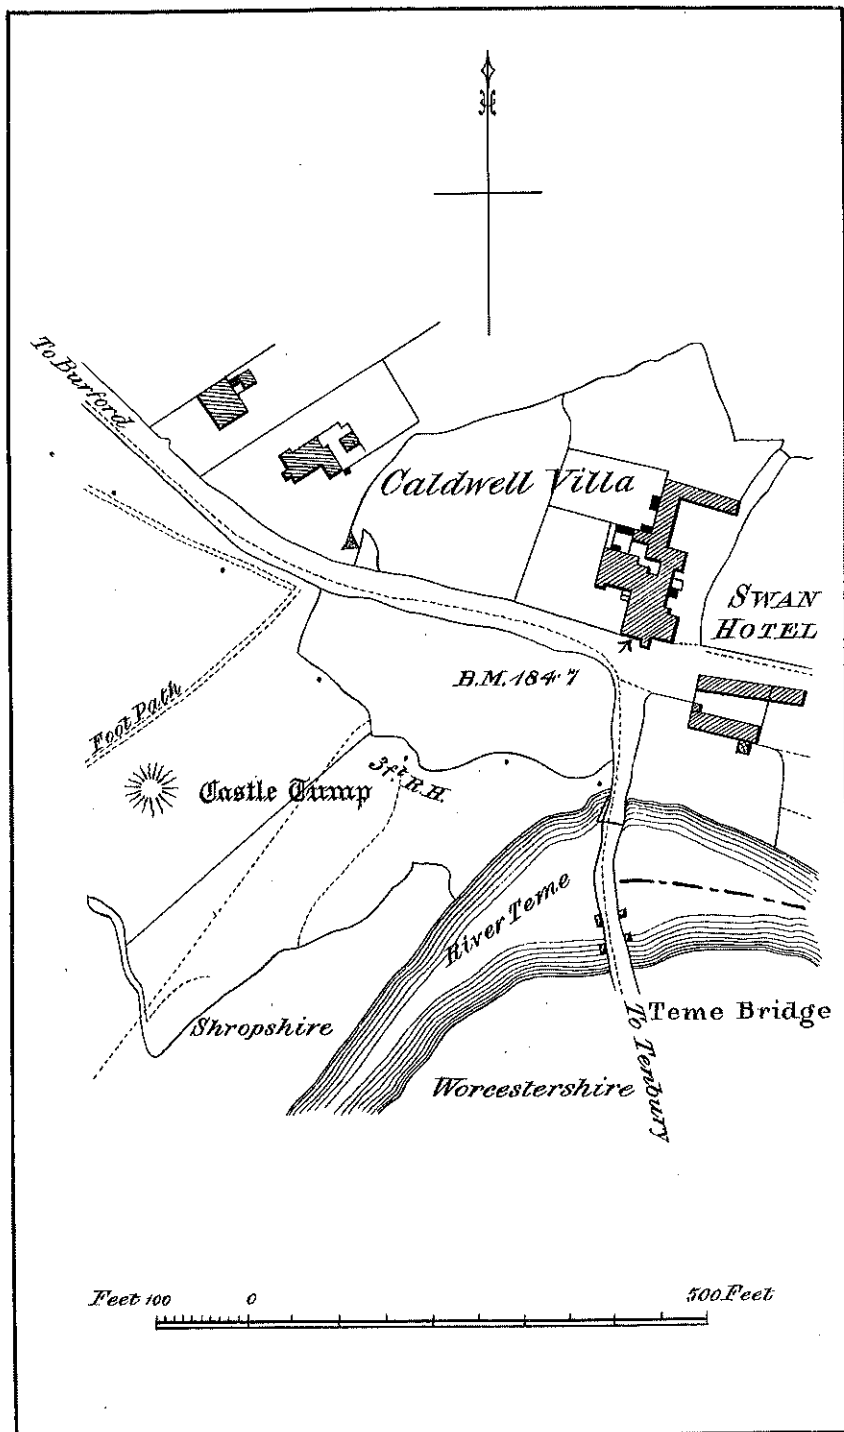 To Burford
Caldwell Villa
SWAN
HOTEL
B.M. 184·7
Foot Path
Castle Tump
3ft. R.H.
River Teme
Shropshire
Teme Bridge
Worcestershire
To Tenbury
Feet 100 0 500 Feet